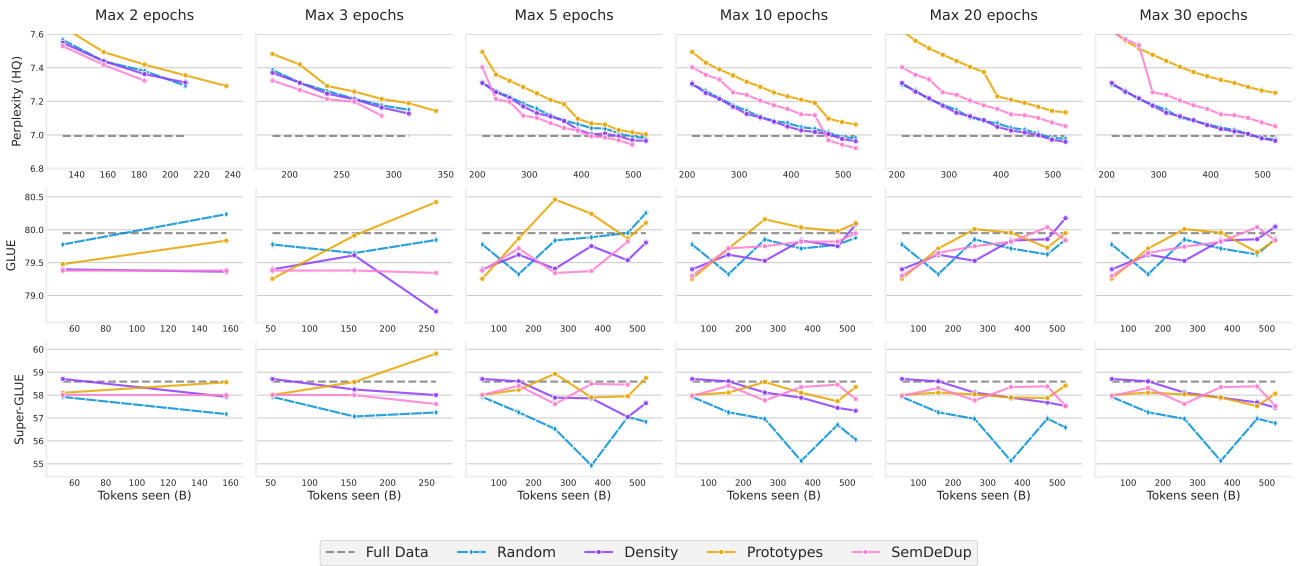 Max 2 epochs Max 3 epochs Max 5 epochs Max 10 epochs Max 20 epochs Max 30 epochs
Perplexity (HQ)
7.6
7.4
7.2
7.0
6.8
140 160 180 200 220 240 200 250 300 350 200 300 400 500 200 300 400 500 200 300 400 500 200 300 400 500
GLUE
80.5
80.0
79.5
79.0
60 80 100 120 140 160 50 100 150 200 250 100 200 300 400 500 100 200 300 400 500 100 200 300 400 500 100 200 300 400 500
Super-GLUE
60
59
58
57
56
55
60 80 100 120 140 160 50 100 150 200 250 100 200 300 400 500 100 200 300 400 500 100 200 300 400 500 100 200 300 400 500
Tokens seen (B) Tokens seen (B) Tokens seen (B) Tokens seen (B) Tokens seen (B) Tokens seen (B)
Full Data Random Density Prototypes SemDeDup